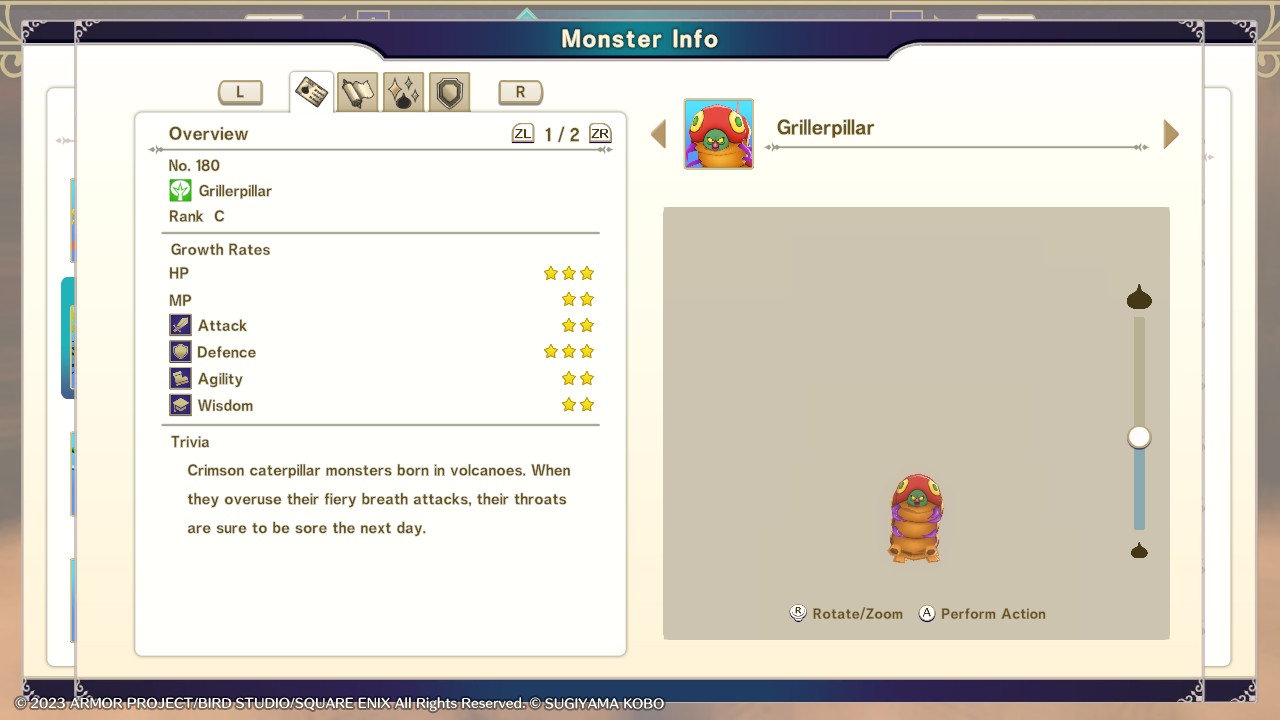 Monster Info
L
R
Overview
ZL 1 / 2 ZR
No. 180
Grillerpillar
Rank C
Growth Rates
HP
MP
Attack
Defence
Agility
Wisdom
Trivia
Crimson caterpillar monsters born in volcanoes. When
they overuse their fiery breath attacks, their throats
are sure to be sore the next day.
Grillerpillar
R Rotate/Zoom A Perform Action
© 2023 ARMOR PROJECT/BIRD STUDIO/SQUARE ENIX All Rights Reserved. © SUGIYAMA KOBO